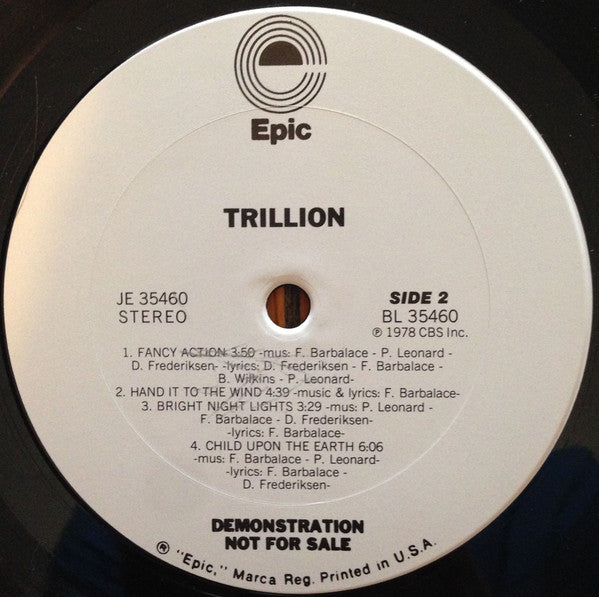 Epic
TRILLION
JE 35460
STEREO
SIDE 2
BL 35460
℗ 1978 CBS Inc.
1. FANCY ACTION 3:50 -mus: F. Barbalace - P. Leonard -
D. Frederiksen- -lyrics: D. Frederiksen - F. Barbalace -
B. Wilkins - P. Leonard-
2. HAND IT TO THE WIND 4:39 -music & lyrics: F. Barbalace-
3. BRIGHT NIGHT LIGHTS 3:29 -mus: P. Leonard -
F. Barbalace - D. Frederiksen-
-lyrics: F. Barbalace-
4. CHILD UPON THE EARTH 6:06
-mus: F. Barbalace - P. Leonard-
-lyrics: F. Barbalace -
D. Frederiksen-
DEMONSTRATION
NOT FOR SALE
® "Epic," Marca Reg. Printed in U.S.A.